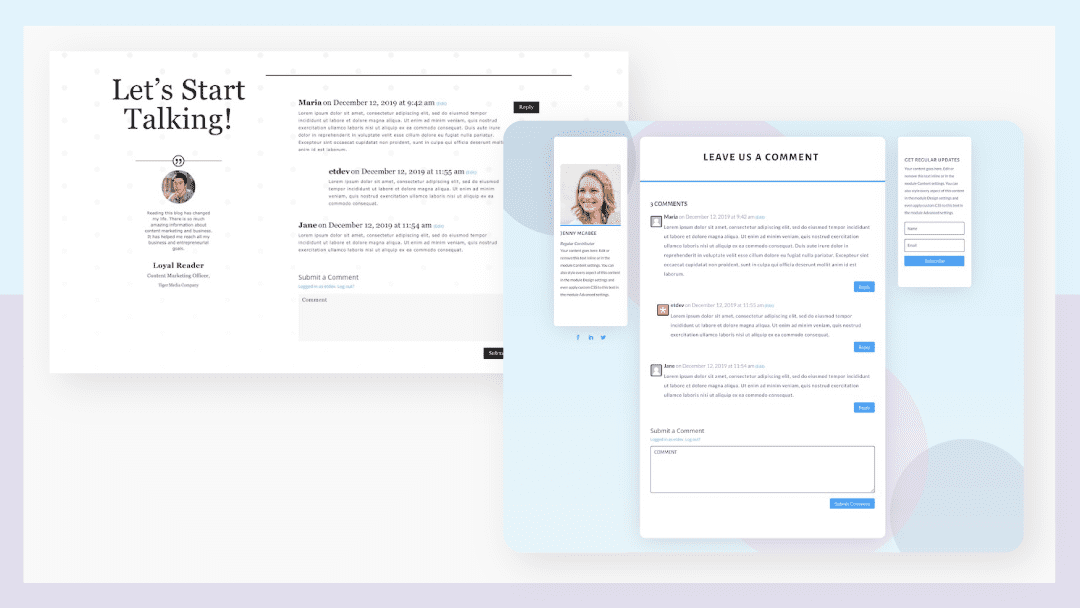 Let's Start
Talking!
Reading this blog has changed
my life. There is so much
amazing information about
content marketing and business.
It has helped me reach all my
business and entrepreneurial
goals.
Loyal Reader
Content Marketing Officer,
Tiger Media Company
Maria on December 12, 2019 at 9:42 am (Edit)
Reply
Lorem ipsum dolor sit amet, consectetur adipiscing elit, sed do eiusmod tempor
incididunt ut labore et dolore magna aliqua. Ut enim ad minim veniam, quis nostrud
exercitation ullamco laboris nisi ut aliquip ex ea commodo consequat. Duis aute irure
dolor in reprehenderit in voluptate velit esse cillum dolore eu fugiat nulla pariatur.
Excepteur sint occaecat cupidatat non proident, sunt in culpa qui officia deserunt mollit
anim id est laborum.
etdev on December 12, 2019 at 11:55 am (Edit)
Lorem ipsum dolor sit amet, consectetur adipiscing elit, sed do eiusmod
tempor incididunt ut labore et dolore magna aliqua. Ut enim ad minim
veniam, quis nostrud exercitation ullamco laboris nisi ut aliquip ex ea
commodo consequat.
Jane on December 12, 2019 at 11:54 am (Edit)
Lorem ipsum dolor sit amet, consectetur adipiscing elit, sed do eiusmod tempor
incididunt ut labore et dolore magna aliqua. Ut enim ad minim veniam, quis nostrud
exercitation ullamco laboris nisi ut aliquip ex ea commodo consequat.
Submit a Comment
Logged in as etdev. Log out?
Comment
Submi
JENNY MCABEE
Regular Contributor
Your content goes here. Edit or
remove this text inline or in the
module Content settings. You can
also style every aspect of this content
in the module Design settings and
even apply custom CSS to this text in
the module Advanced settings.
LEAVE US A COMMENT
3 COMMENTS
Maria on December 12, 2019 at 9:42 am (Edit)
Lorem ipsum dolor sit amet, consectetur adipiscing elit, sed do eiusmod tempor incididunt
ut labore et dolore magna aliqua. Ut enim ad minim veniam, quis nostrud exercitation
ullamco laboris nisi ut aliquip ex ea commodo consequat. Duis aute irure dolor in
reprehenderit in voluptate velit esse cillum dolore eu fugiat nulla pariatur. Excepteur sint
occaecat cupidatat non proident, sunt in culpa qui officia deserunt mollit anim id est
laborum.
Reply
etdev on December 12, 2019 at 11:55 am (Edit)
Lorem ipsum dolor sit amet, consectetur adipiscing elit, sed do eiusmod tempor
incididunt ut labore et dolore magna aliqua. Ut enim ad minim veniam, quis nostrud
exercitation ullamco laboris nisi ut aliquip ex ea commodo consequat.
Reply
Jane on December 12, 2019 at 11:54 am (Edit)
Lorem ipsum dolor sit amet, consectetur adipiscing elit, sed do eiusmod tempor incididunt
ut labore et dolore magna aliqua. Ut enim ad minim veniam, quis nostrud exercitation
ullamco laboris nisi ut aliquip ex ea commodo consequat.
Reply
Submit a Comment
Logged in as etdev. Log out?
COMMENT
Submit Comment
GET REGULAR UPDATES
Your content goes here. Edit or
remove this text inline or in the
module Content settings. You can
also style every aspect of this content
in the module Design settings and
even apply custom CSS to this text in
the module Advanced settings.
Name
Email
Subscribe